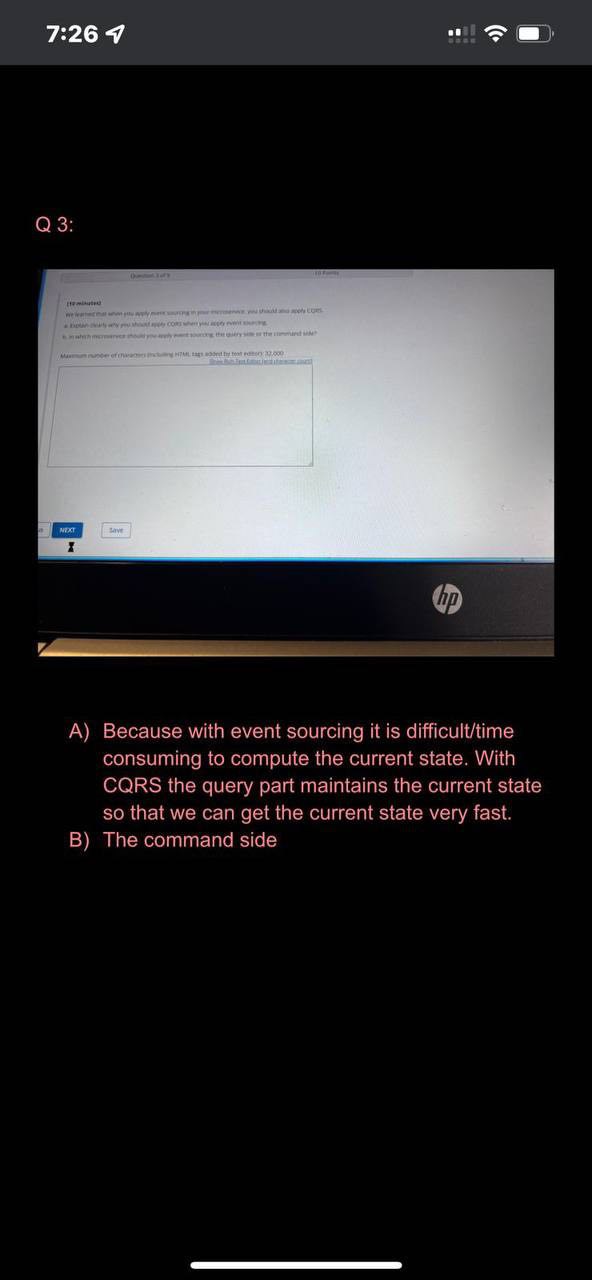 7:26
Q 3:
Question 3 of 9
10 Points
(10 minutes)
We learned that when you apply event sourcing in your microservice, you should also apply CQRS
a. Explain clearly why you should apply CQRS when you apply event sourcing.
b. in which microservice should you apply event sourcing, the query side or the command side?
Maximum number of characters (including HTML tags added by text editor): 32,000
Show Rich Text Editor (and character count)
NEXT
Save
hp
A) Because with event sourcing it is difficult/time
consuming to compute the current state. With
CQRS the query part maintains the current state
so that we can get the current state very fast.
B) The command side